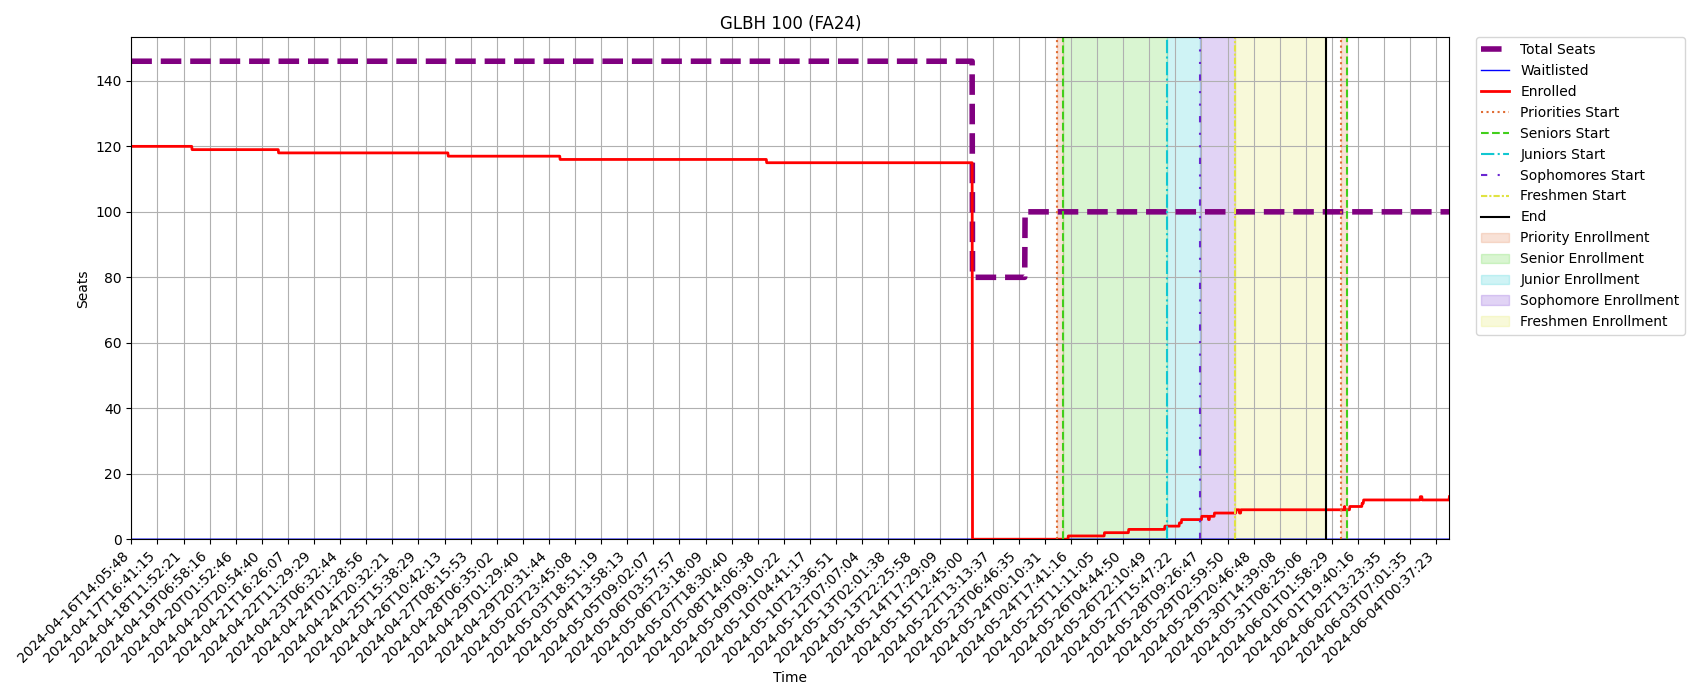 GLBH 100 (FA24)
Total Seats
Waitlisted
Enrolled
Priorities Start
Seniors Start
Juniors Start
Sophomores Start
Freshmen Start
End
Priority Enrollment
Senior Enrollment
Junior Enrollment
Sophomore Enrollment
Freshmen Enrollment
Seats
140
120
100
80
60
40
20
0
2024-04-16T14:05:48
2024-04-17T16:41:15
2024-04-18T11:52:21
2024-04-19T06:58:16
2024-04-20T01:52:46
2024-04-20T20:54:40
2024-04-21T16:26:07
2024-04-22T11:29:29
2024-04-23T06:32:44
2024-04-24T01:28:56
2024-04-24T20:32:21
2024-04-25T15:38:29
2024-04-26T10:42:13
2024-04-27T08:15:53
2024-04-28T06:35:02
2024-04-29T01:29:40
2024-04-29T20:31:44
2024-05-02T23:45:08
2024-05-03T18:51:19
2024-05-04T13:58:13
2024-05-05T09:02:07
2024-05-06T03:57:57
2024-05-06T23:18:09
2024-05-07T18:30:40
2024-05-08T14:06:38
2024-05-09T09:10:22
2024-05-10T04:41:17
2024-05-10T23:36:51
2024-05-12T07:07:04
2024-05-13T02:01:38
2024-05-13T22:25:58
2024-05-14T17:29:09
2024-05-15T12:45:00
2024-05-22T13:13:37
2024-05-23T06:46:35
2024-05-24T00:10:31
2024-05-24T17:41:16
2024-05-25T11:11:05
2024-05-26T04:44:50
2024-05-26T22:10:49
2024-05-27T15:47:22
2024-05-28T09:26:47
2024-05-29T02:59:50
2024-05-29T20:46:48
2024-05-30T14:39:08
2024-05-31T08:25:06
2024-06-01T01:58:29
2024-06-01T19:40:16
2024-06-02T13:23:35
2024-06-03T07:01:35
2024-06-04T00:37:23
Time